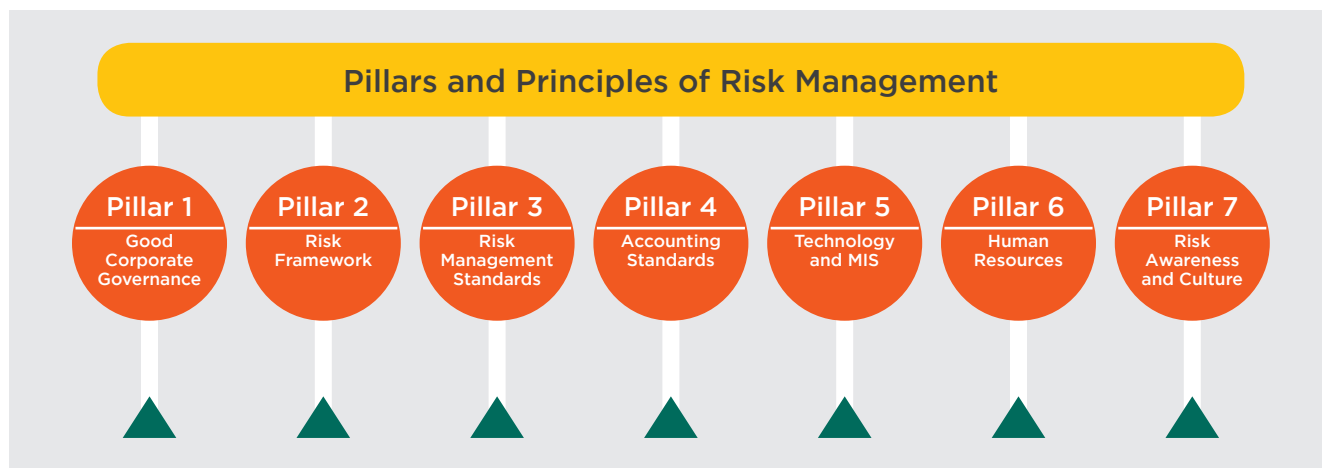 Pillars and Principles of Risk Management
Pillar 1
Good
Corporate
Governance
Pillar 2
Risk
Framework
Pillar 3
Risk
Management
Standards
Pillar 4
Accounting
Standards
Pillar 5
Technology
and MIS
Pillar 6
Human
Resources
Pillar 7
Risk
Awareness
and Culture